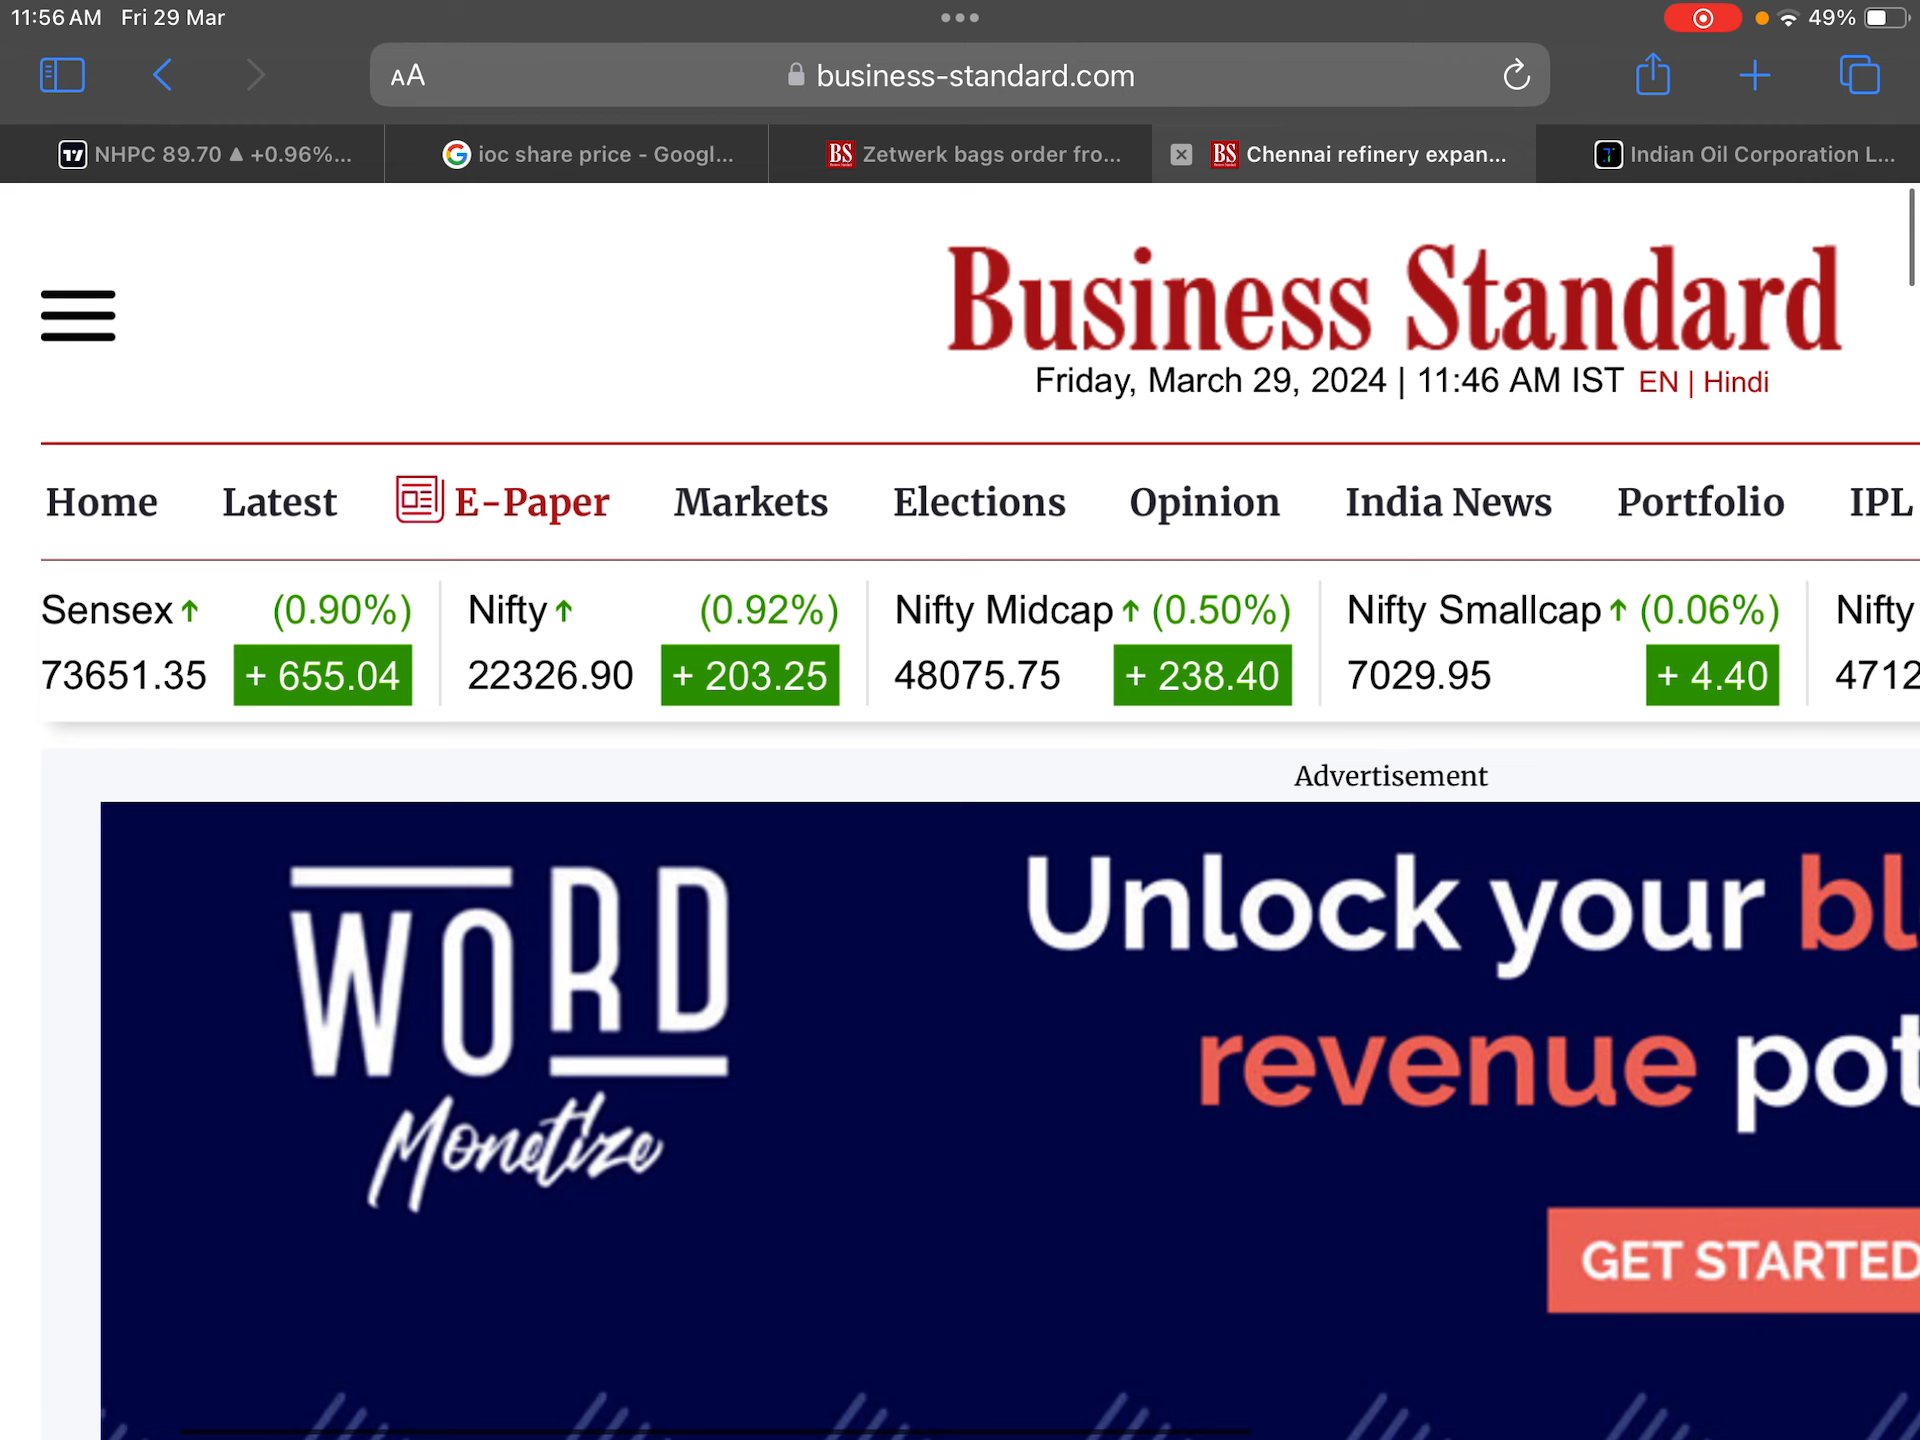 11:56 AM Fri 29 Mar 49%
AA business-standard.com
NHPC 89.70 ▲ +0.96%... ioc share price - Googl... BS Zetwerk bags order fro... BS Chennai refinery expan... Indian Oil Corporation L...
Business Standard
Friday, March 29, 2024 | 11:46 AM IST EN | Hindi
Home Latest E-Paper Markets Elections Opinion India News Portfolio IPL
Sensex ↑ (0.90%) Nifty ↑ (0.92%) Nifty Midcap ↑ (0.50%) Nifty Smallcap ↑ (0.06%) Nifty
73651.35 + 655.04 22326.90 + 203.25 48075.75 + 238.40 7029.95 + 4.40 4712
Advertisement
WORD
Monetize
Unlock your bl
revenue pot
GET STARTED